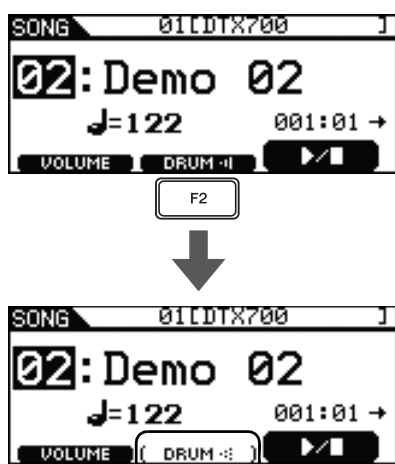 SONG 01[DTX700 ]
02:Demo 02
♩=122 001:01 →
VOLUME DRUM ▶/■
F2
SONG 01[DTX700 ]
02:Demo 02
♩=122 001:01 →
VOLUME ( DRUM ) ▶/■